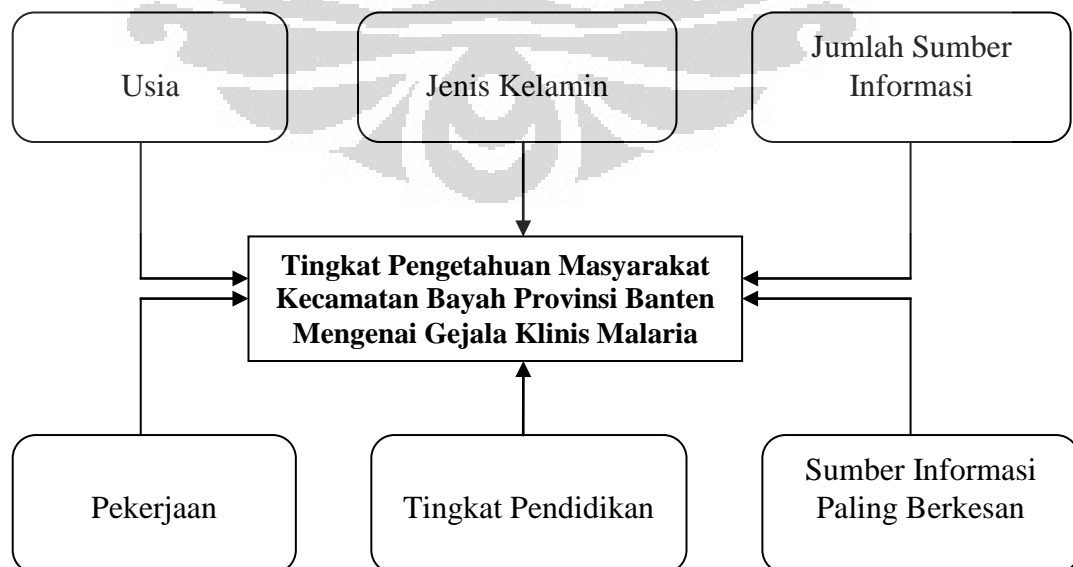 Usia
Jenis Kelamin
Jumlah Sumber
Informasi
Tingkat Pengetahuan Masyarakat
Kecamatan Bayah Provinsi Banten
Mengenai Gejala Klinis Malaria
Pekerjaan
Tingkat Pendidikan
Sumber Informasi
Paling Berkesan